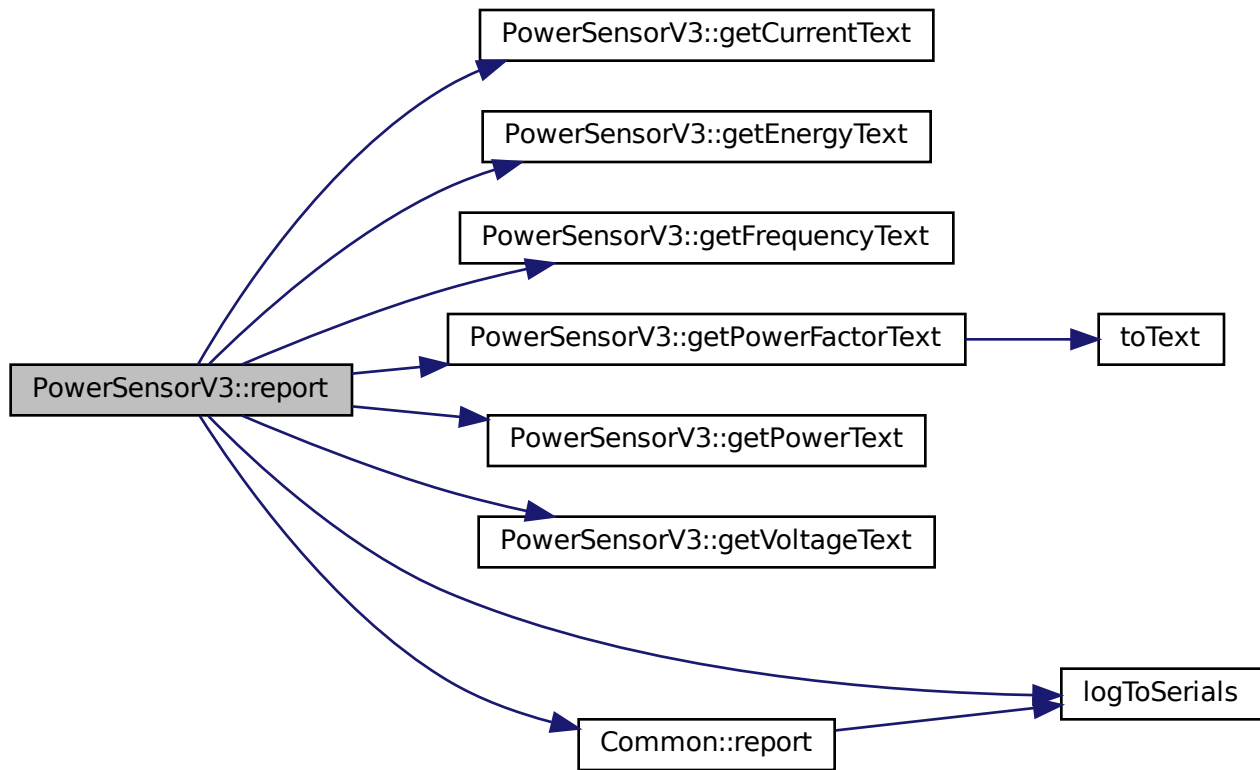 PowerSensorV3::getCurrentText
PowerSensorV3::getEnergyText
PowerSensorV3::getFrequencyText
PowerSensorV3::getPowerFactorText
toText
PowerSensorV3::report
PowerSensorV3::getPowerText
PowerSensorV3::getVoltageText
logToSerials
Common::report